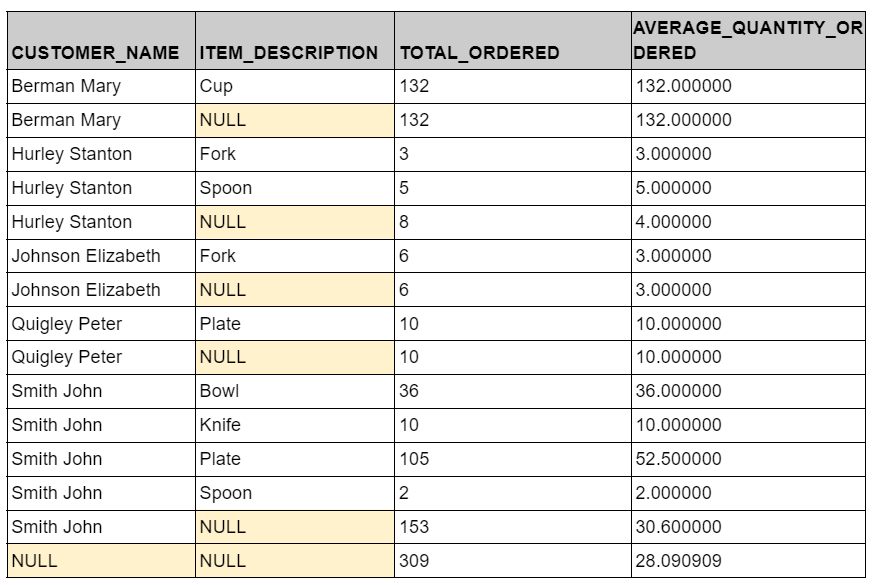 CUSTOMER_NAME ITEM_DESCRIPTION TOTAL_ORDERED AVERAGE_QUANTITY_OR
DERED
Berman Mary Cup 132 132.000000
Berman Mary NULL 132 132.000000
Hurley Stanton Fork 3 3.000000
Hurley Stanton Spoon 5 5.000000
Hurley Stanton NULL 8 4.000000
Johnson Elizabeth Fork 6 3.000000
Johnson Elizabeth NULL 6 3.000000
Quigley Peter Plate 10 10.000000
Quigley Peter NULL 10 10.000000
Smith John Bowl 36 36.000000
Smith John Knife 10 10.000000
Smith John Plate 105 52.500000
Smith John Spoon 2 2.000000
Smith John NULL 153 30.600000
NULL NULL 309 28.090909